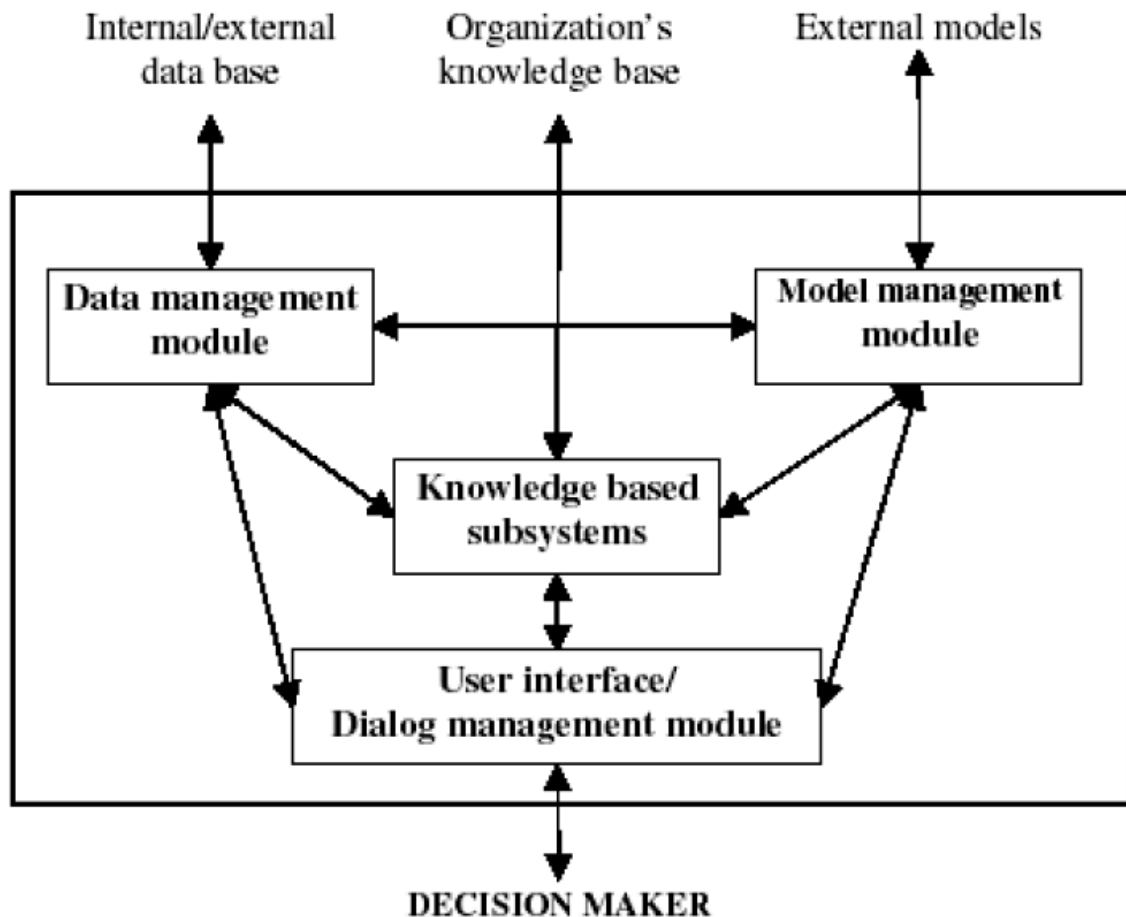 Internal/external
data base
Organization's
knowledge base
External models
Data management
module
Model management
module
Knowledge based
subsystems
User interface/
Dialog management module
DECISION MAKER